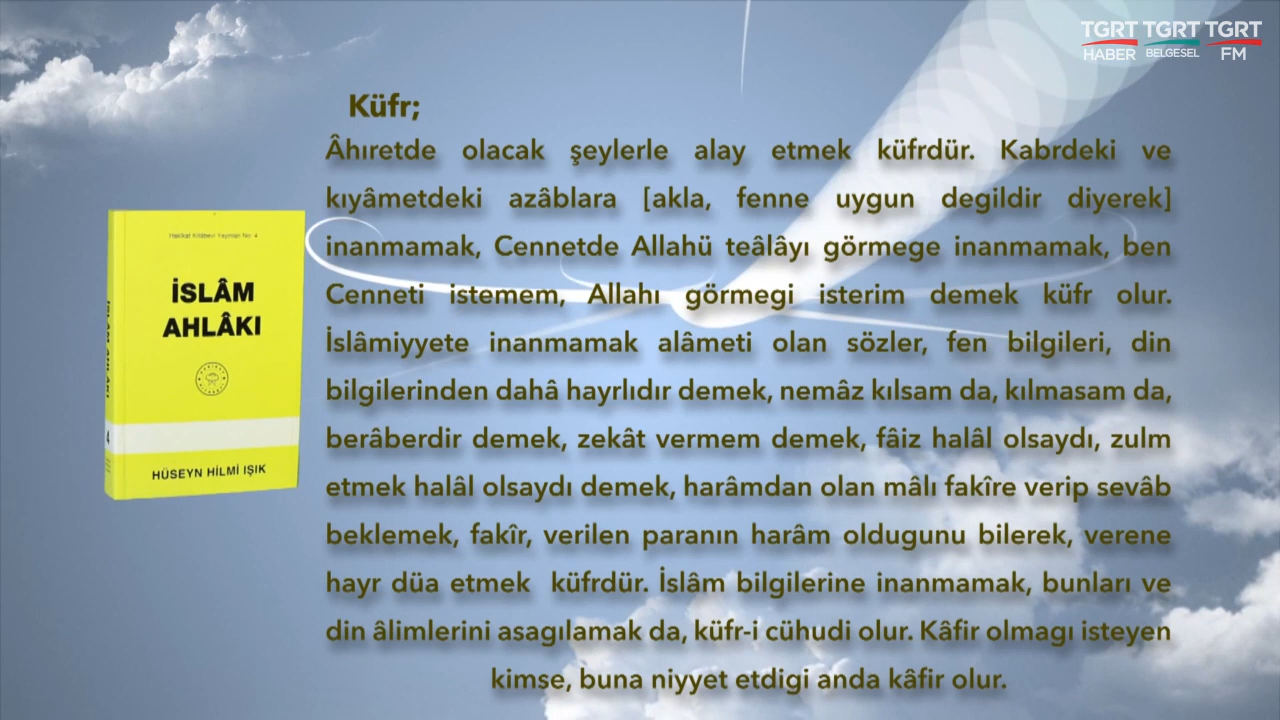 TGRT TGRT TGRT
HABER BELGESEL FM
Küfr;
Âhıretde olacak şeylerle alay etmek küfrdür. Kabrdeki ve
kıyâmetdeki azâblara [akla, fenne uygun degildir diyerek]
inanmamak, Cennetde Allahü teâlâyı görmege inanmamak, ben
Cenneti istemem, Allahı görmegi isterim demek küfr olur.
İslâmiyyete inanmamak alâmeti olan sözler, fen bilgileri, din
bilgilerinden dahâ hayrlıdır demek, nemâz kılsam da, kılmasam da,
berâberdir demek, zekât vermem demek, fâiz halâl olsaydı, zulm
etmek halâl olsaydı demek, harâmdan olan mâlı fakîre verip sevâb
beklemek, fakîr, verilen paranın harâm oldugunu bilerek, verene
hayr düa etmek küfrdür. İslâm bilgilerine inanmamak, bunları ve
din âlimlerini asagılamak da, küfr-i cühudi olur. Kâfir olmagı isteyen
kimse, buna niyyet etdigi anda kâfir olur.
Hakîkat Kitâbevi Yayınları No: 4
İSLÂM
AHLÂKI
HÜSEYN HİLMİ IŞIK
İSLÂM AHLÂKI
4